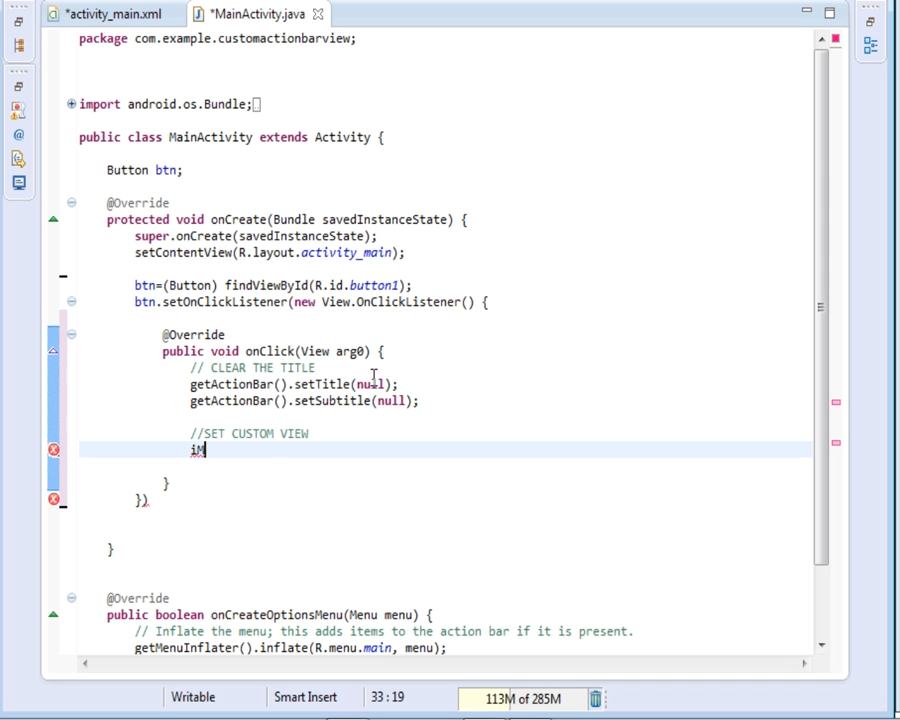 *activity_main.xml
*MainActivity.java
package com.example.customactionbarview;
import android.os.Bundle;
public class MainActivity extends Activity {
Button btn;
@Override
protected void onCreate(Bundle savedInstanceState) {
super.onCreate(savedInstanceState);
setContentView(R.layout.activity_main);
btn=(Button) findViewById(R.id.button1);
btn.setOnClickListener(new View.OnClickListener() {
@Override
public void onClick(View arg0) {
// CLEAR THE TITLE
getActionBar().setTitle(null);
getActionBar().setSubtitle(null);
//SET CUSTOM VIEW
iM
}
})
}
@Override
public boolean onCreateOptionsMenu(Menu menu) {
// Inflate the menu; this adds items to the action bar if it is present.
getMenuInflater().inflate(R.menu.main, menu);
Writable
Smart Insert
33 : 19
113M of 285M